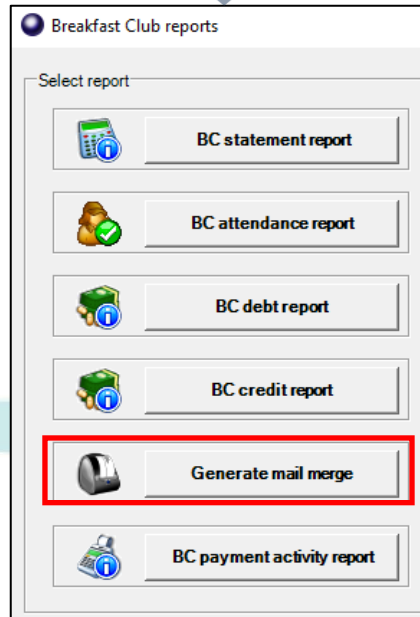 Breakfast Club reports
Select report
BC statement report
BC attendance report
BC debt report
BC credit report
Generate mail merge
BC payment activity report